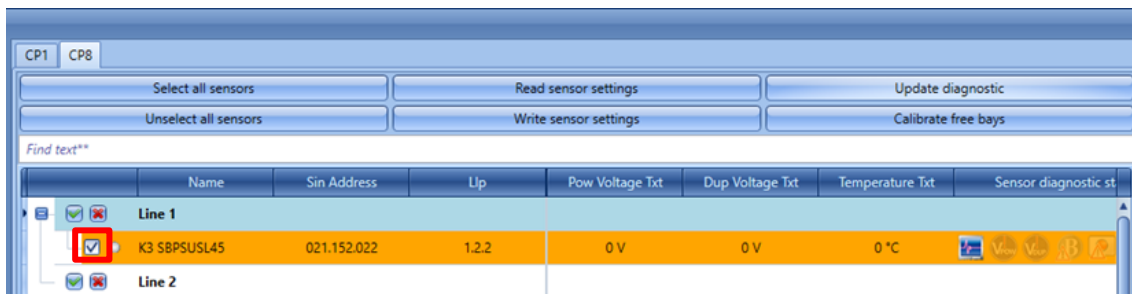 CP1 CP8
Select all sensors Read sensor settings Update diagnostic
Unselect all sensors Write sensor settings Calibrate free bays
Find text**
Name Sin Address Llp Pow Voltage Txt Dup Voltage Txt Temperature Txt Sensor diagnostic st
Line 1
K3 SBPSUSL45 021.152.022 1.2.2 0 V 0 V 0 °C
Line 2